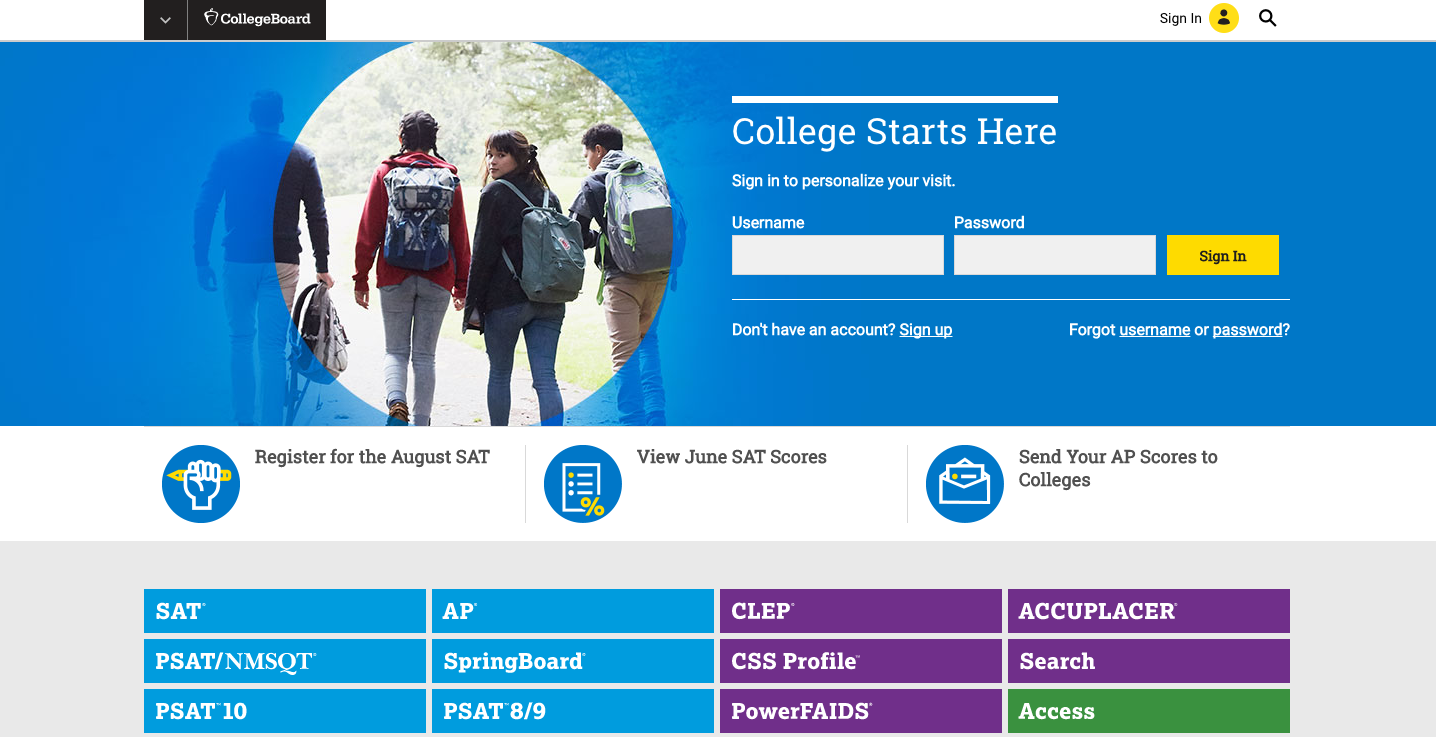 CollegeBoard
Sign In
College Starts Here
Sign in to personalize your visit.
Username Password
Sign In
Don't have an account? Sign up
Forgot username or password?
Register for the August SAT
View June SAT Scores
Send Your AP Scores to
Colleges
%
SAT®
AP®
CLEP®
ACCUPLACER®
PSAT/NMSQT®
SpringBoard®
CSS Profile™
Search
PSAT™ 10
PSAT™ 8/9
PowerFAIDS®
Access